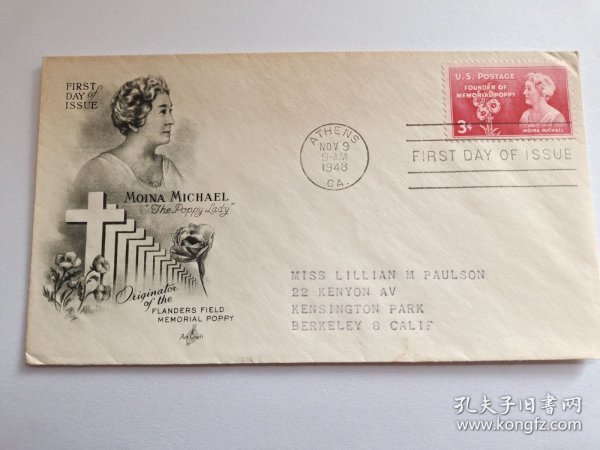 FIRST
DAY of
ISSUE
MOINA MICHAEL
"The Poppy Lady"
Originator
of the
FLANDERS FIELD
MEMORIAL POPPY
Art Craft
ATHENS
NOV 9
9-AM
1948
GA.
U.S. POSTAGE
FOUNDER OF
MEMORIAL POPPY
3¢
MOINA MICHAEL
FIRST DAY OF ISSUE
MISS LILLIAN M PAULSON
22 KENYON AV
KENSINGTON PARK
BERKELEY 8 CALIF
孔夫子旧书网
www.kongfz.com